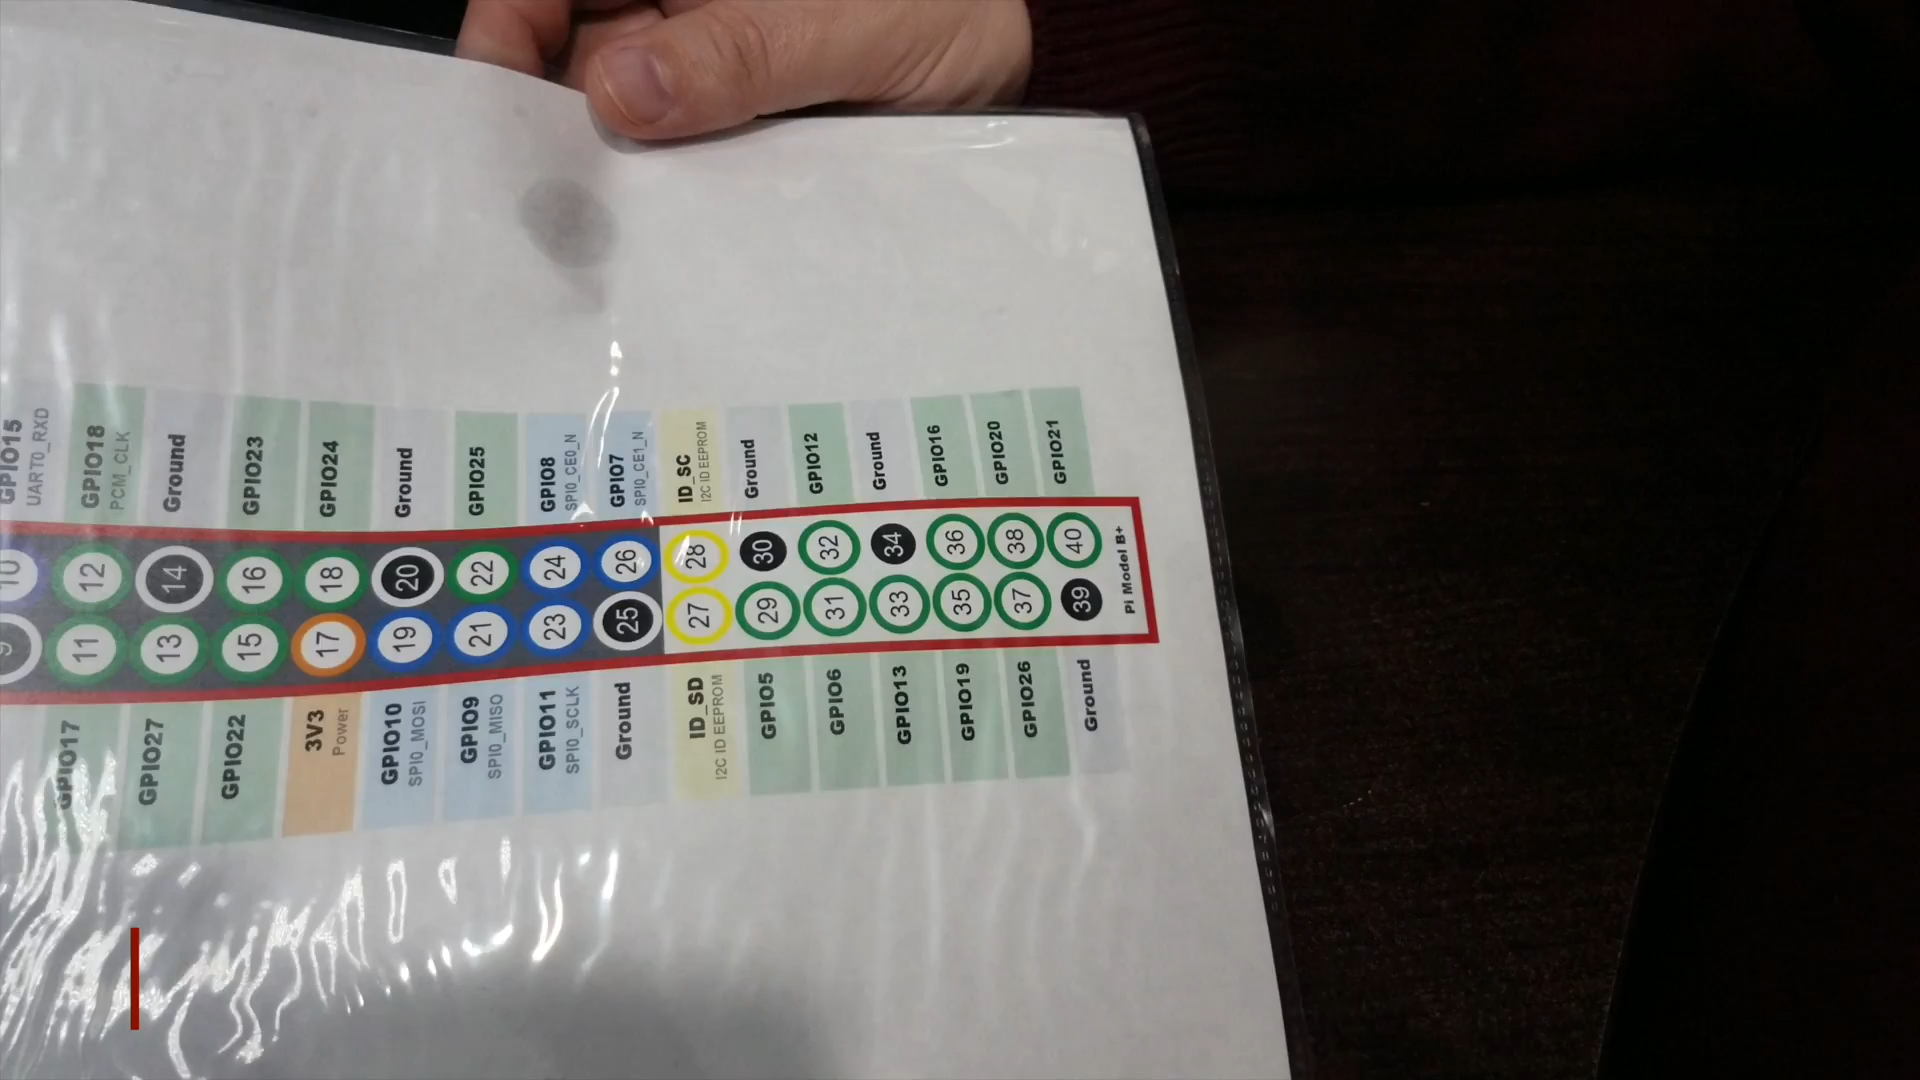 GPIO15
UART0_RXD
GPIO18
PCM_CLK
Ground
GPIO23
GPIO24
Ground
GPIO25
GPIO8
SPI0_CE0_N
GPIO7
SPI0_CE1_N
ID_SC
I2C ID EEPROM
Ground
GPIO12
Ground
GPIO16
GPIO20
GPIO21
10 12 14 16 18 20 22 24 26 28 30 32 34 36 38 40
9 11 13 15 17 19 21 23 25 27 29 31 33 35 37 39
Pi Model B+
GPIO17
GPIO27
GPIO22
3V3
Power
GPIO10
SPI0_MOSI
GPIO9
SPI0_MISO
GPIO11
SPI0_SCLK
Ground
ID_SD
I2C ID EEPROM
GPIO5
GPIO6
GPIO13
GPIO19
GPIO26
Ground